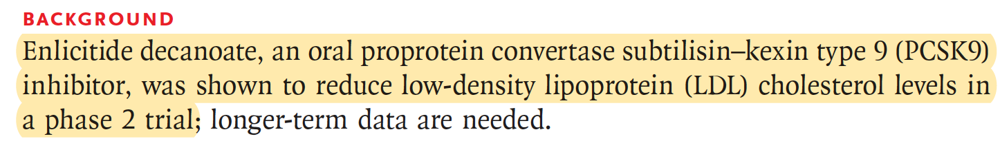 BACKGROUND
Enlicitide decanoate, an oral proprotein convertase subtilisin–kexin type 9 (PCSK9)
inhibitor, was shown to reduce low-density lipoprotein (LDL) cholesterol levels in
a phase 2 trial; longer-term data are needed.